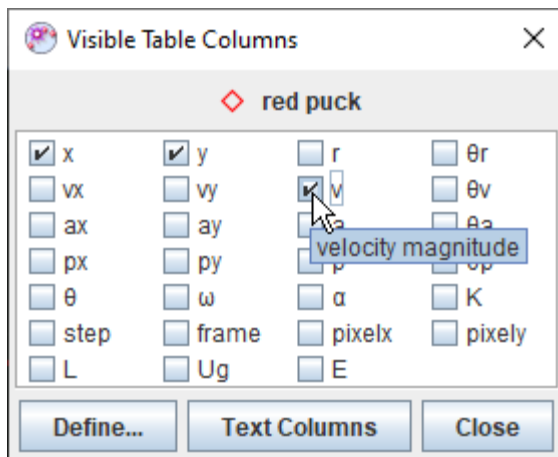 Visible Table Columns
red puck
x y r θr
vx vy v θv
ax ay a θa
velocity magnitude
px py p θp
θ ω α K
step frame pixelx pixely
L Ug E
Define... Text Columns Close